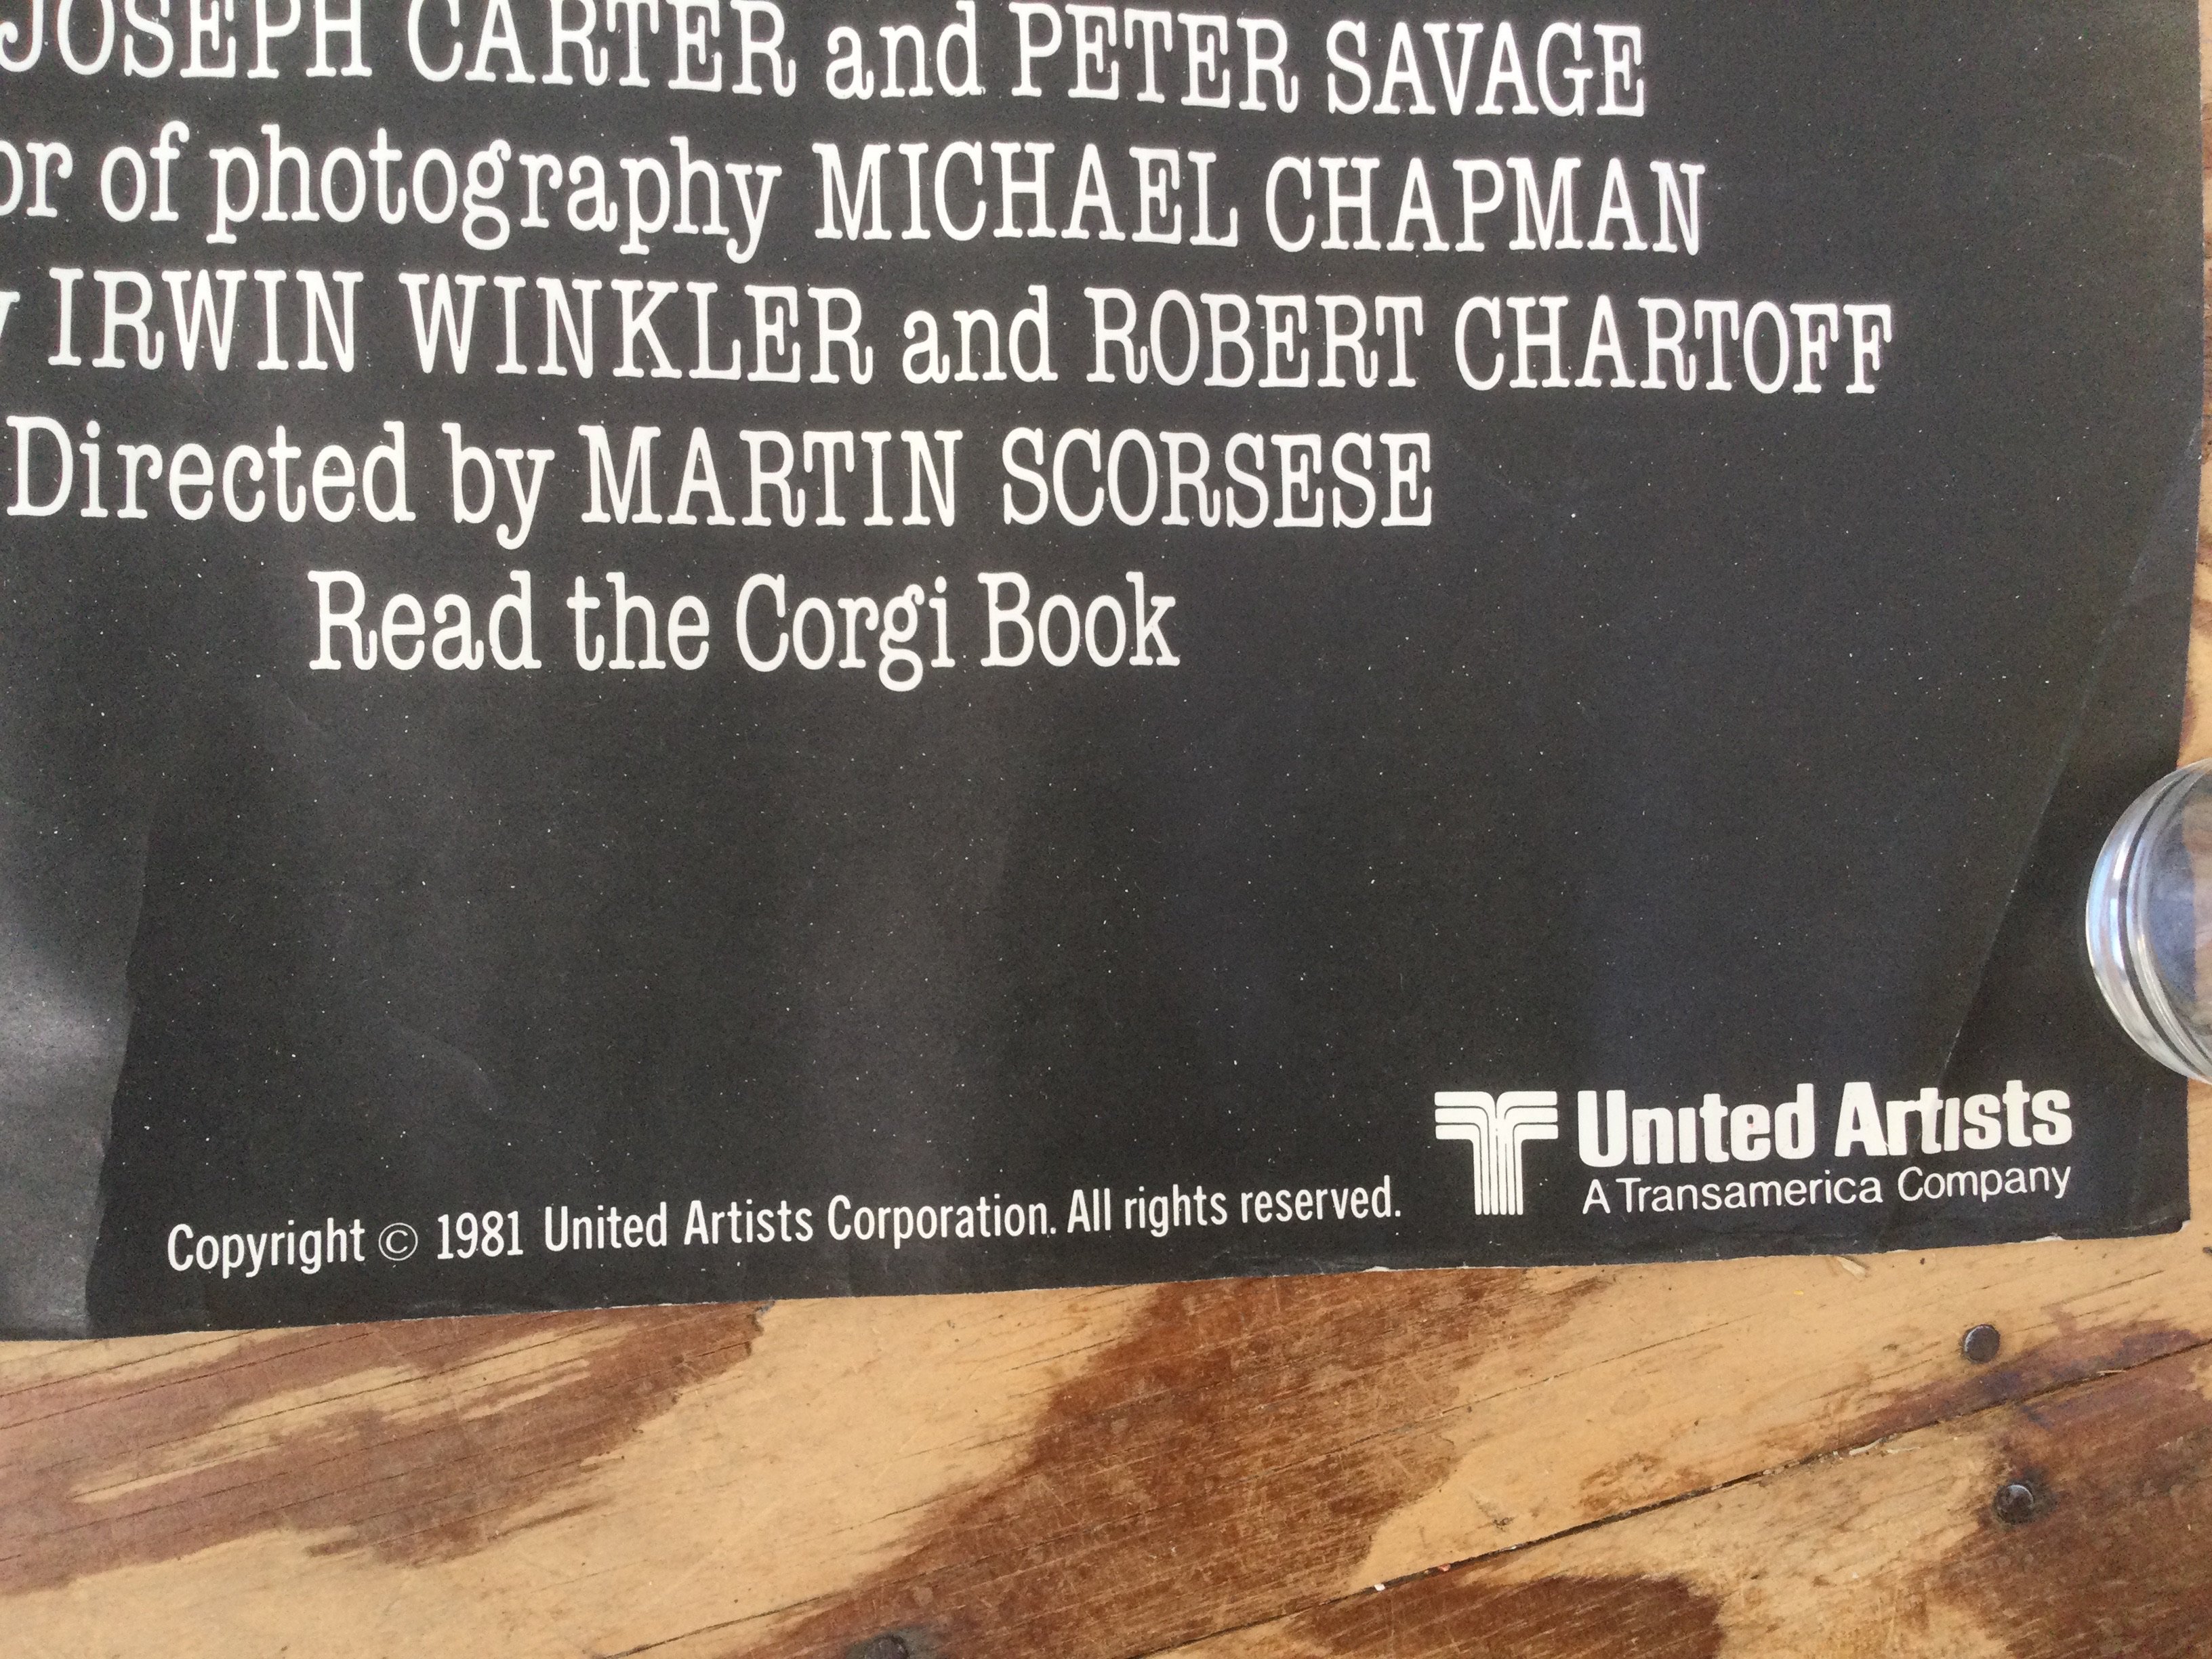 JOSEPH CARTER and PETER SAVAGE
or of photography MICHAEL CHAPMAN
y IRWIN WINKLER and ROBERT CHARTOFF
Directed by MARTIN SCORSESE
Read the Corgi Book
United Artists
A Transamerica Company
Copyright © 1981 United Artists Corporation. All rights reserved.